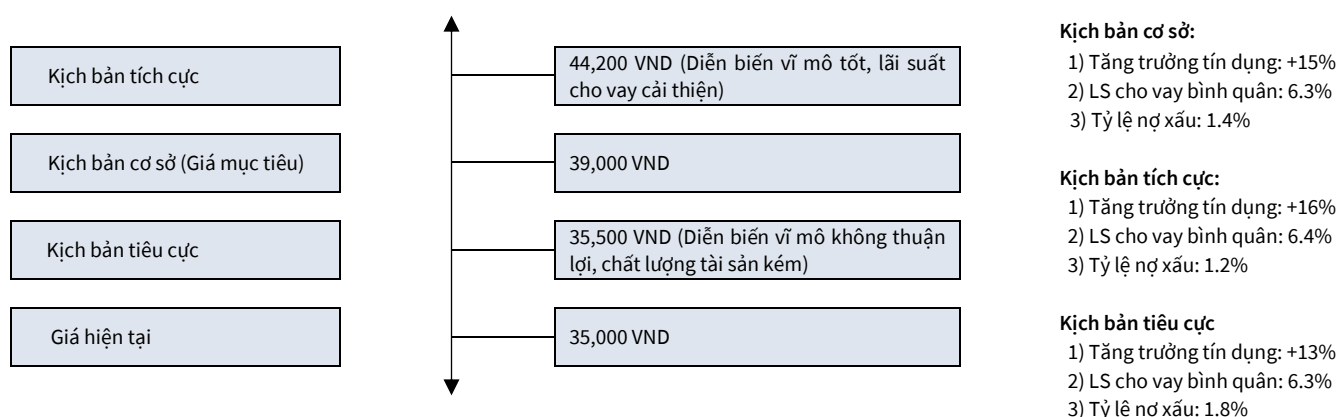 Kịch bản tích cực
Kịch bản cơ sở (Giá mục tiêu)
Kịch bản tiêu cực
Giá hiện tại
44,200 VND (Diễn biến vĩ mô tốt, lãi suất
cho vay cải thiện)
39,000 VND
35,500 VND (Diễn biến vĩ mô không thuận
lợi, chất lượng tài sản kém)
35,000 VND
Kịch bản cơ sở:
1) Tăng trưởng tín dụng: +15%
2) LS cho vay bình quân: 6.3%
3) Tỷ lệ nợ xấu: 1.4%
Kịch bản tích cực:
1) Tăng trưởng tín dụng: +16%
2) LS cho vay bình quân: 6.4%
3) Tỷ lệ nợ xấu: 1.2%
Kịch bản tiêu cực
1) Tăng trưởng tín dụng: +13%
2) LS cho vay bình quân: 6.3%
3) Tỷ lệ nợ xấu: 1.8%